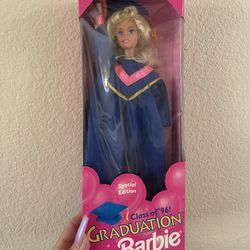 Special
Edition
Class of '96!
GRADUATION
Barbie